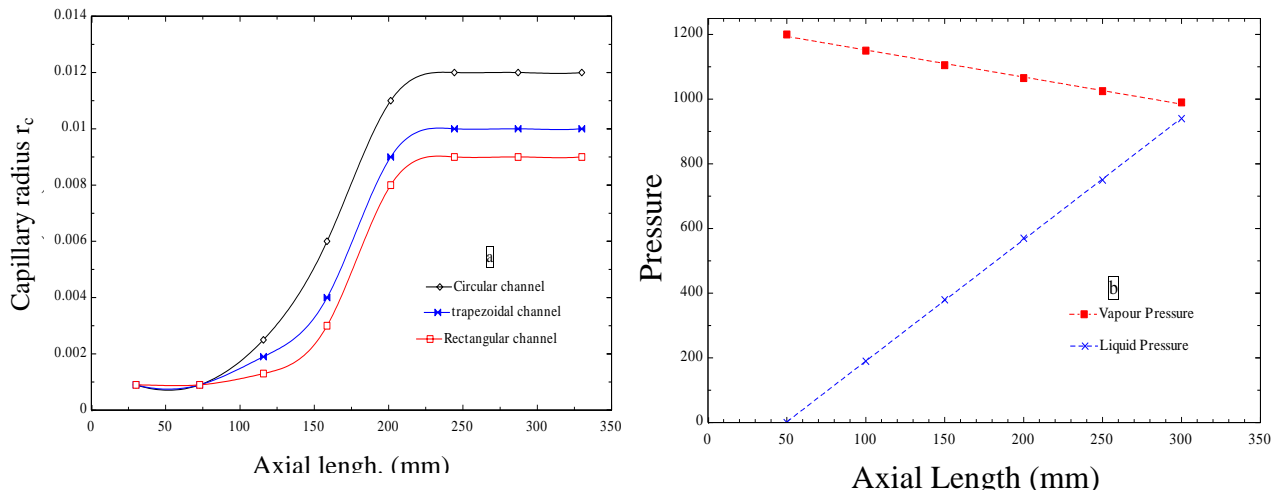 0.014
0.012
0.01
0.008
0.006
0.004
0.002
0
Capillary radius r_c
a
Circular channel
trapezoidal channel
Rectangular channel
0 50 100 150 200 250 300 350
Axial lengh. (mm)
1200
1000
800
600
400
200
0
Pressure
b
Vapour Pressure
Liquid Pressure
0 50 100 150 200 250 300 350
Axial Length (mm)